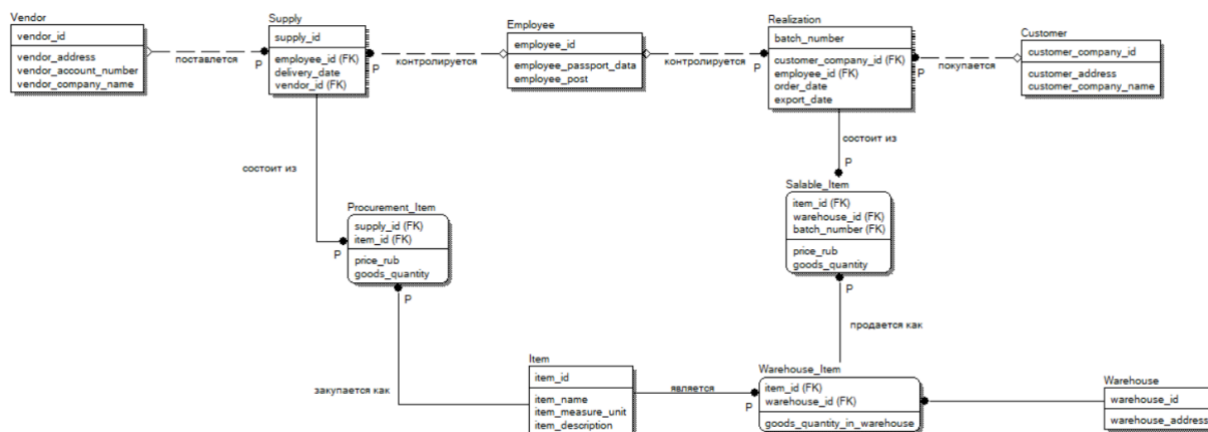 Vendor
vendor_id
vendor_address
vendor_account_number
vendor_company_name
поставлется
P
Supply
supply_id
employee_id (FK)
delivery_date
vendor_id (FK)
P
контролируется
Employee
employee_id
employee_passport_data
employee_post
контролируется
P
Realization
batch_number
customer_company_id (FK)
employee_id (FK)
order_date
export_date
P
покупается
Customer
customer_company_id
customer_address
customer_company_name
состоит из
P
Procurement_Item
supply_id (FK)
item_id (FK)
price_rub
goods_quantity
P
состоит из
P
Salable_Item
item_id (FK)
warehouse_id (FK)
batch_number (FK)
price_rub
goods_quantity
P
продается как
закупается как
Item
item_id
item_name
item_measure_unit
item_description
является
P
Warehouse_Item
item_id (FK)
warehouse_id (FK)
goods_quantity_in_warehouse
Warehouse
warehouse_id
warehouse_address